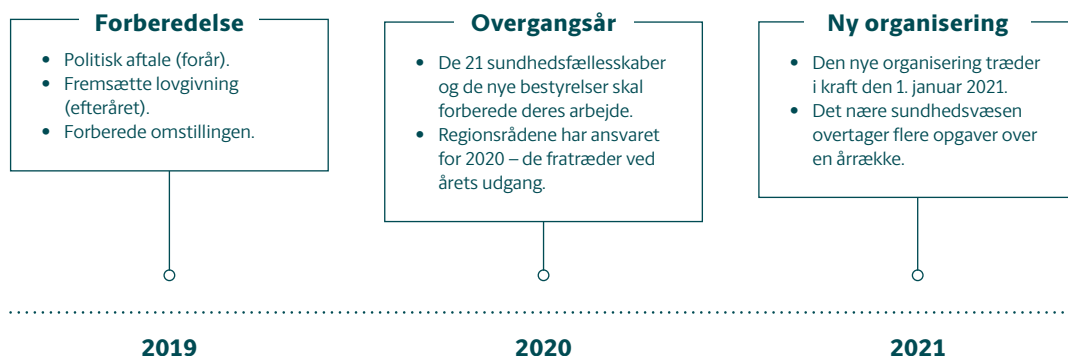 Forberedelse
• Politisk aftale (forår).
• Fremsætte lovgivning
(efteråret).
• Forberede omstillingen.
Overgangsår
• De 21 sundhedsfællesskaber
og de nye bestyrelser skal
forberede deres arbejde.
• Regionsrådene har ansvaret
for 2020 – de fratræder ved
årets udgang.
Ny organisering
• Den nye organisering træder
i kraft den 1. januar 2021.
• Det nære sundhedsvæsen
overtager flere opgaver over
en årrække.
2019
2020
2021